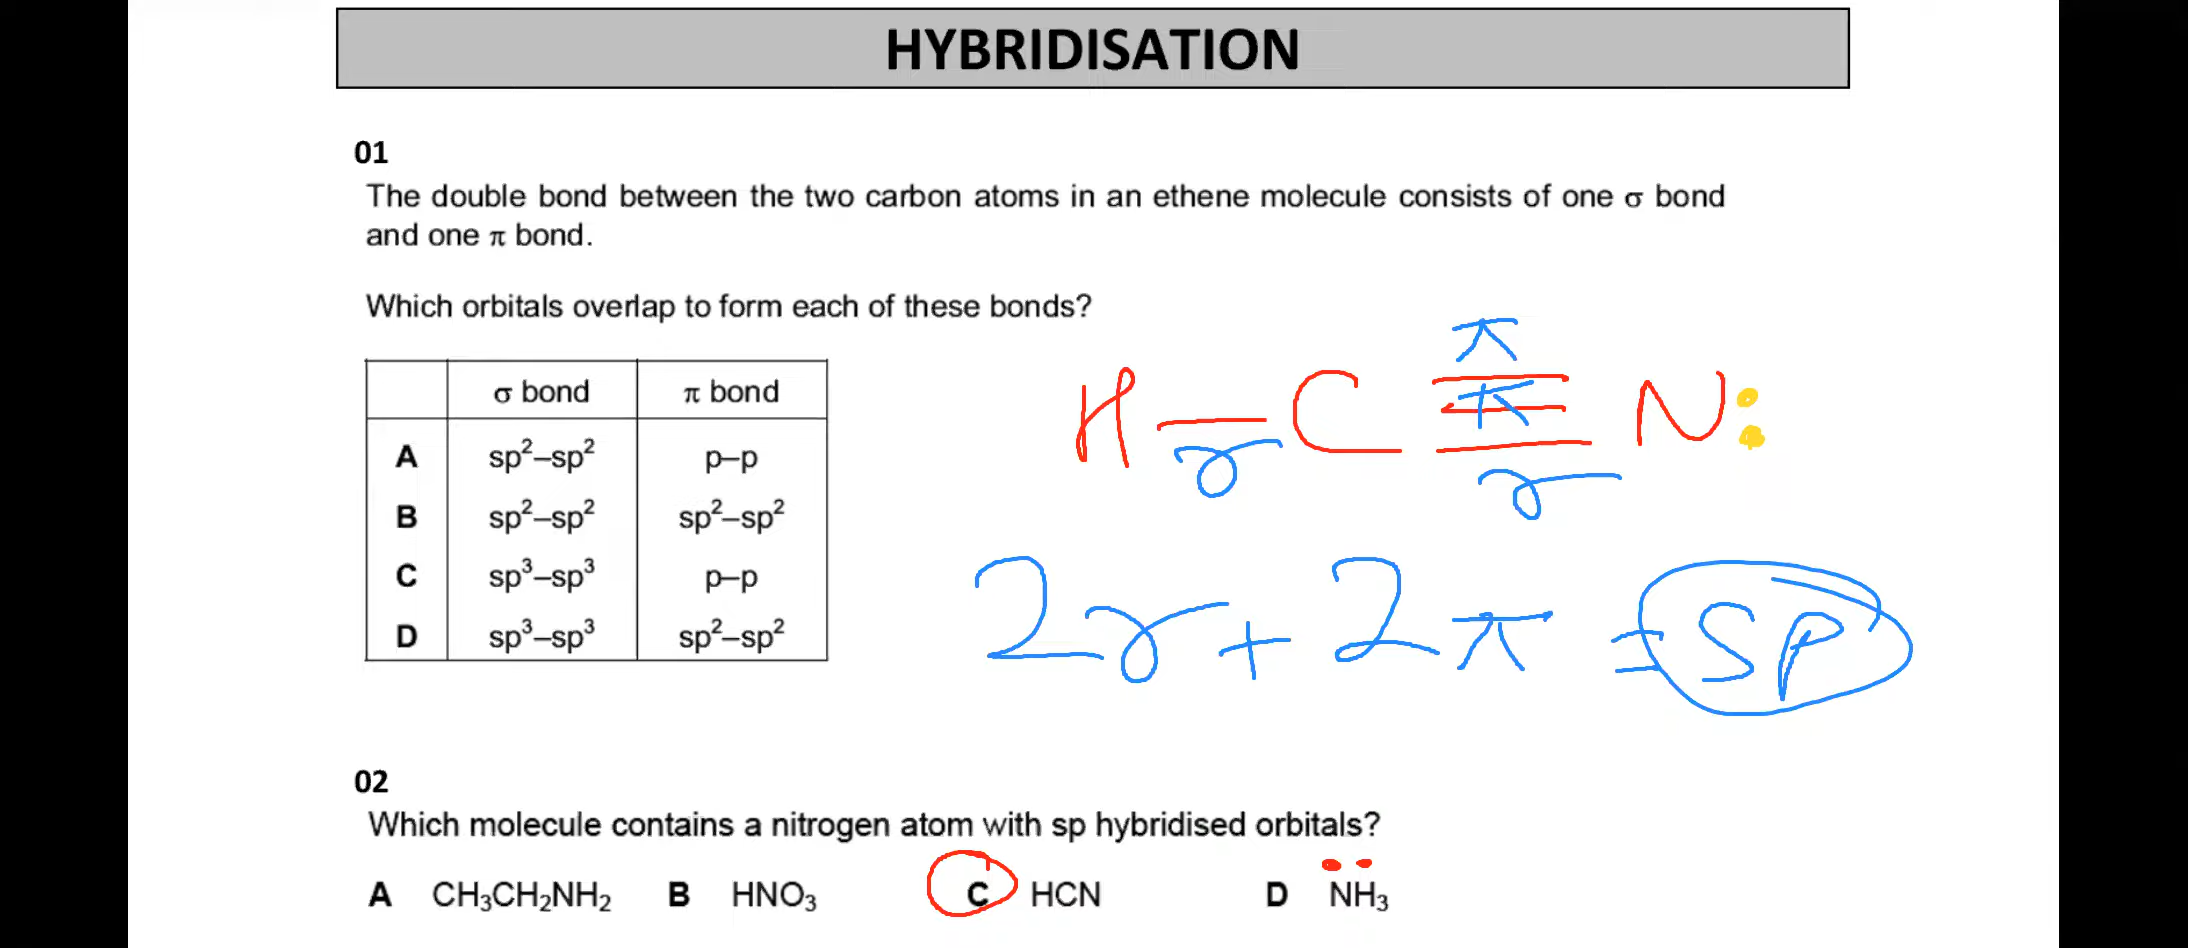 HYBRIDISATION
01
The double bond between the two carbon atoms in an ethene molecule consists of one σ bond
and one π bond.
Which orbitals overlap to form each of these bonds?
σ bond π bond
A sp²–sp² p–p
B sp²–sp² sp²–sp²
C sp³–sp³ p–p
D sp³–sp³ sp²–sp²
π
H – C ≡ N:
π
σ σ
2σ + 2π = SP
02
Which molecule contains a nitrogen atom with sp hybridised orbitals?
A CH₃CH₂NH₂ B HNO₃ C HCN D NH₃